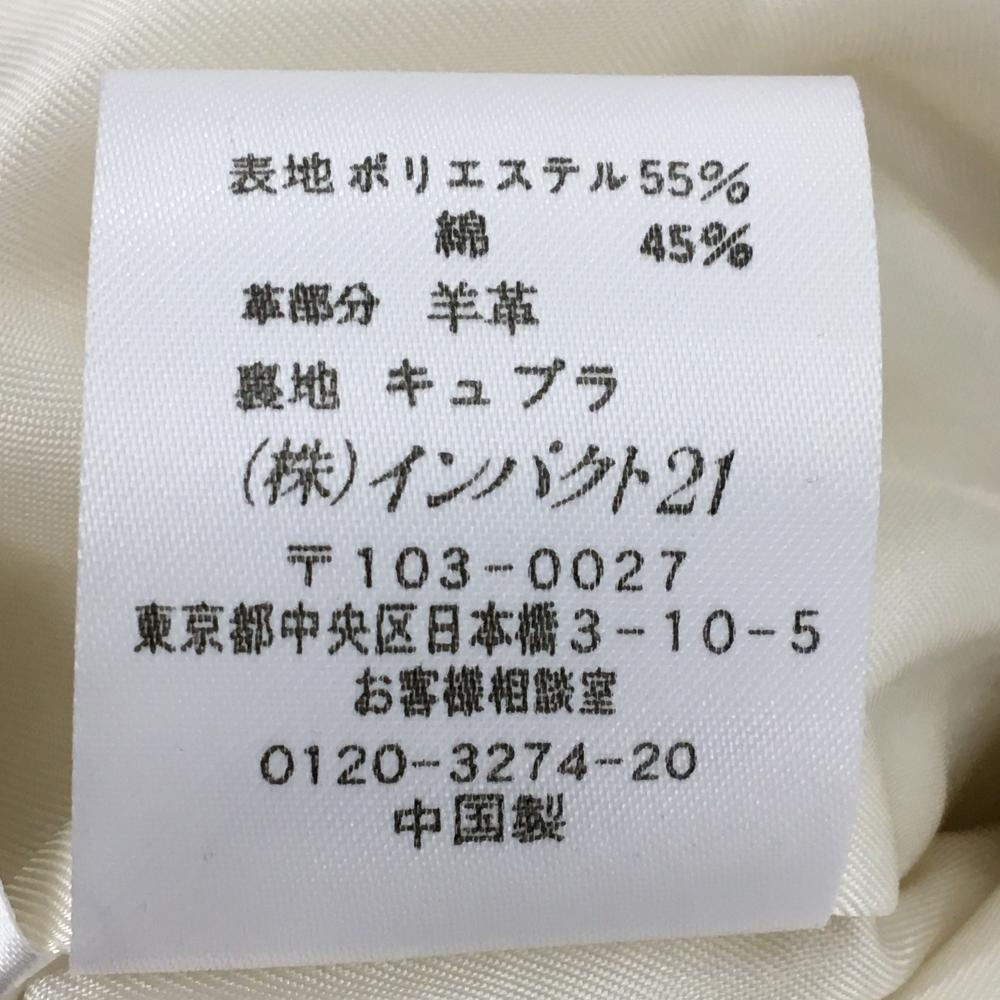 表地 ポリエステル 55%
綿 45%
革部分 羊革
裏地 キュプラ
(株)インパクト21
〒103-0027
東京都中央区日本橋3-10-5
お客様相談室
0120-3274-20
中国製